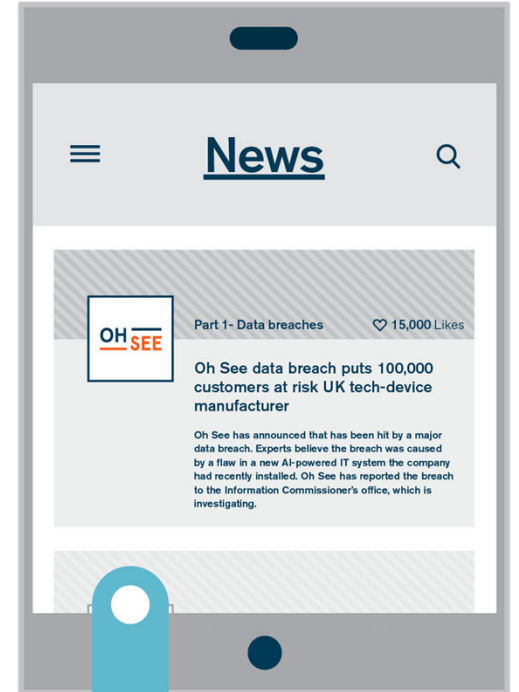 News
OH
SEE
Part 1- Data breaches
15,000 Likes
Oh See data breach puts 100,000
customers at risk UK tech-device
manufacturer
Oh See has announced that has been hit by a major
data breach. Experts believe the breach was caused
by a flaw in a new AI-powered IT system the company
had recently installed. Oh See has reported the breach
to the Information Commissioner's office, which is
investigating.